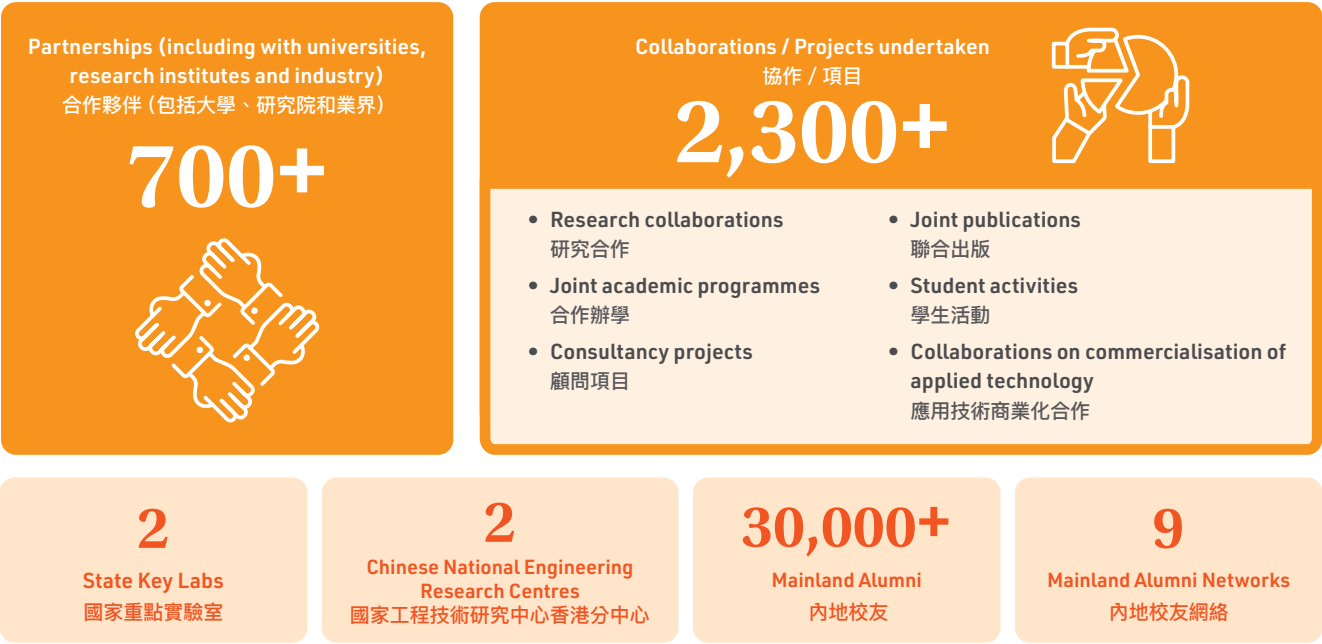 Partnerships (including with universities,
research institutes and industry)
合作夥伴 (包括大學、研究院和業界)
700+
Collaborations / Projects undertaken
協作 / 項目
2,300+
• Research collaborations
研究合作
• Joint academic programmes
合作辦學
• Consultancy projects
顧問項目
• Joint publications
聯合出版
• Student activities
學生活動
• Collaborations on commercialisation of
applied technology
應用技術商業化合作
2
State Key Labs
國家重點實驗室
2
Chinese National Engineering
Research Centres
國家工程技術研究中心香港分中心
30,000+
Mainland Alumni
內地校友
9
Mainland Alumni Networks
內地校友網絡